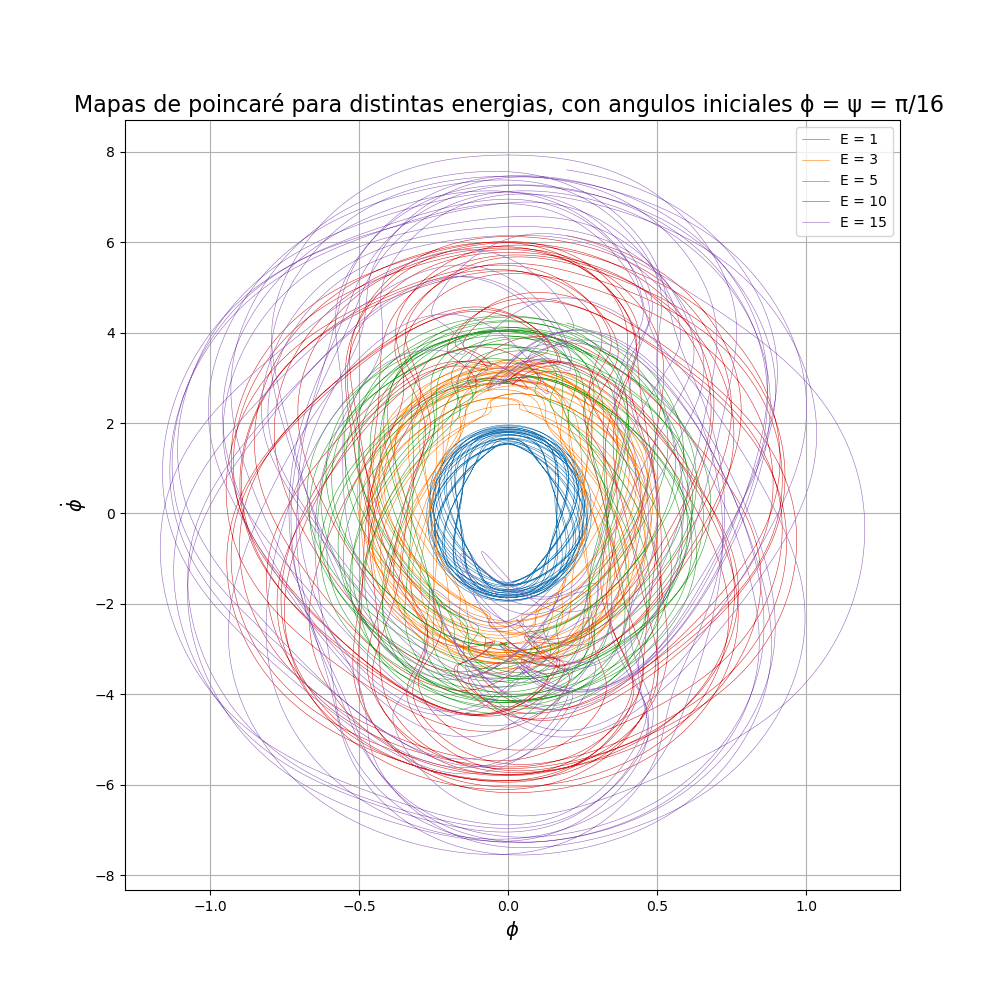 Mapas de poincaré para distintas energias, con angulos iniciales ϕ = ψ = π/16
E = 1
E = 3
E = 5
E = 10
E = 15
8
6
4
2
0
−2
−4
−6
−8
ϕ̇
−1.0 −0.5 0.0 0.5 1.0
ϕ